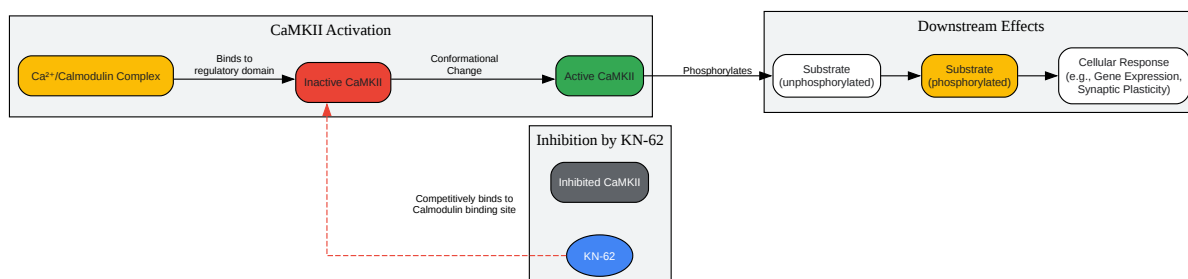 CaMKII Activation
Ca²⁺/Calmodulin Complex
Binds to
regulatory domain
Inactive CaMKII
Conformational
Change
Active CaMKII
Phosphorylates
Downstream Effects
Substrate
(unphosphorylated)
Substrate
(phosphorylated)
Cellular Response
(e.g., Gene Expression,
Synaptic Plasticity)
Inhibition by KN-62
Inhibited CaMKII
Competitively binds to
Calmodulin binding site
KN-62